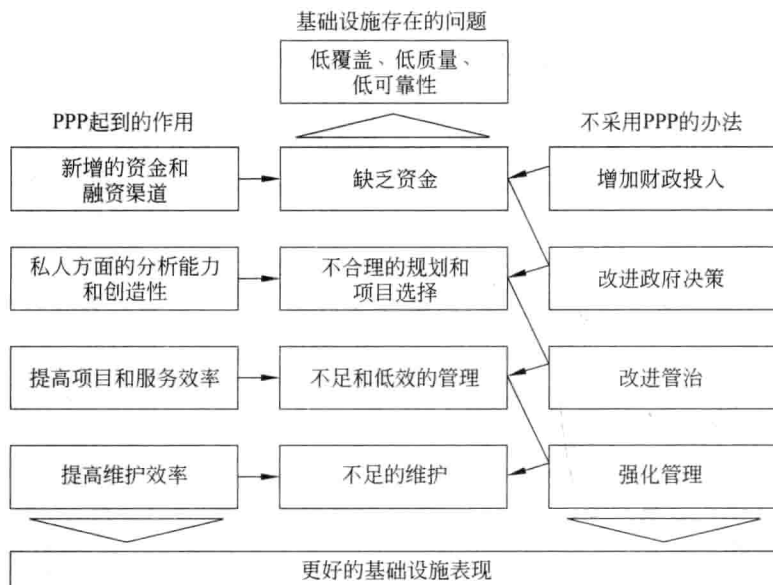 基础设施存在的问题
低覆盖、低质量、
低可靠性
PPP起到的作用
不采用PPP的办法
新增的资金和
融资渠道
缺乏资金
增加财政投入
私人方面的分析能力
和创造性
不合理的规划和
项目选择
改进政府决策
提高项目和服务效率
不足和低效的管理
改进管治
提高维护效率
不足的维护
强化管理
更好的基础设施表现